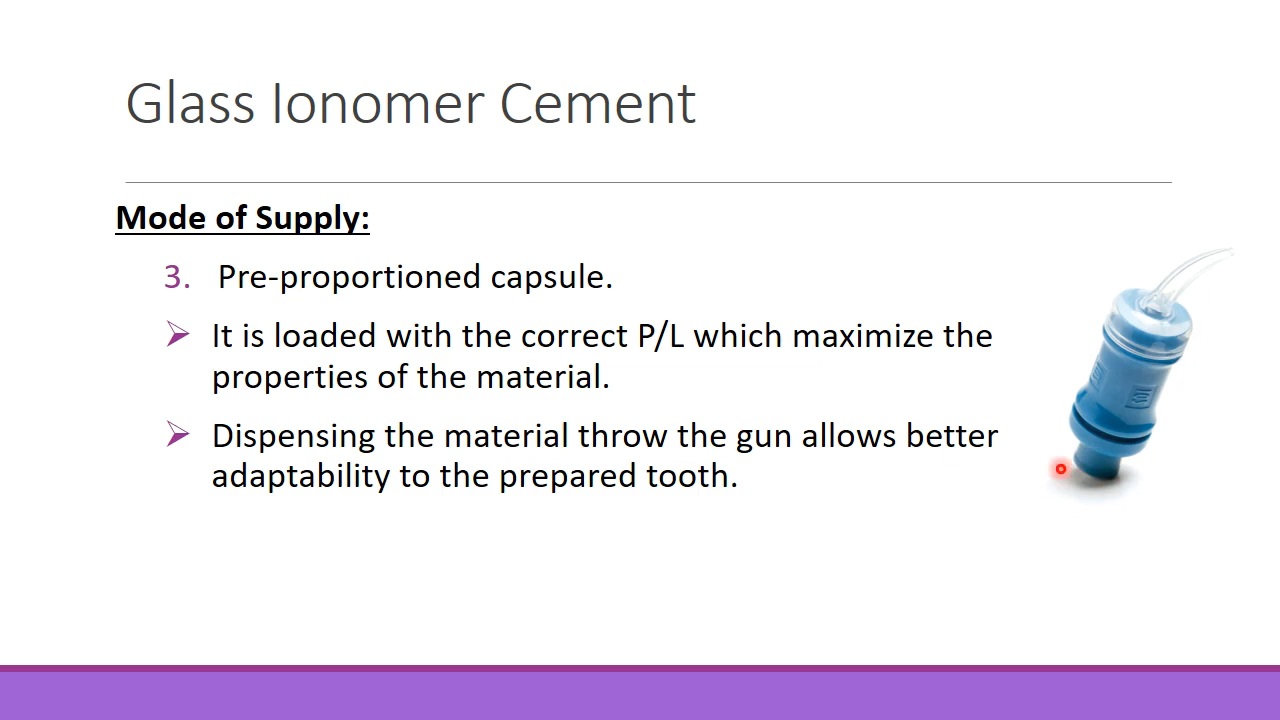 Glass Ionomer Cement
Mode of Supply:
3. Pre-proportioned capsule.
It is loaded with the correct P/L which maximize the
properties of the material.
Dispensing the material throw the gun allows better
adaptability to the prepared tooth.